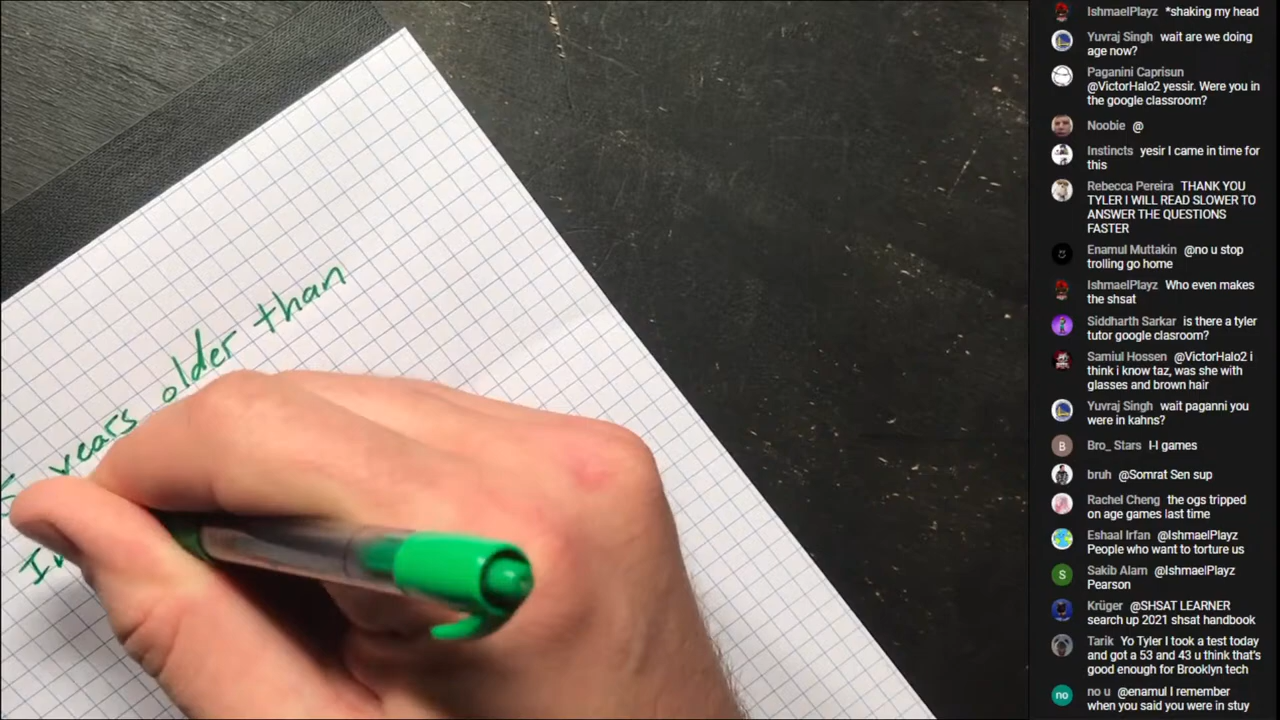 years older than
IshmaelPlayz *shaking my head
Yuvraj Singh wait are we doing
age now?
Paganini Caprisun
@VictorHalo2 yessir. Were you in
the google classroom?
Noobie @
Instincts yesir I came in time for
this
Rebecca Pereira THANK YOU
TYLER I WILL READ SLOWER TO
ANSWER THE QUESTIONS
FASTER
Enamul Muttakin @no u stop
trolling go home
IshmaelPlayz Who even makes
the shsat
Siddharth Sarkar is there a tyler
tutor google clasroom?
Samiul Hossen @VictorHalo2 i
think i know taz, was she with
glasses and brown hair
Yuvraj Singh wait paganni you
were in kahns?
B
Bro_ Stars I-I games
bruh @Somrat Sen sup
Rachel Cheng the ogs tripped
on age games last time
Eshaal Irfan @IshmaelPlayz
People who want to torture us
S
Sakib Alam @IshmaelPlayz
Pearson
Krüger @SHSAT LEARNER
search up 2021 shsat handbook
Tarik Yo Tyler I took a test today
and got a 53 and 43 u think that's
good enough for Brooklyn tech
no
no u @enamul I remember
when you said you were in stuy